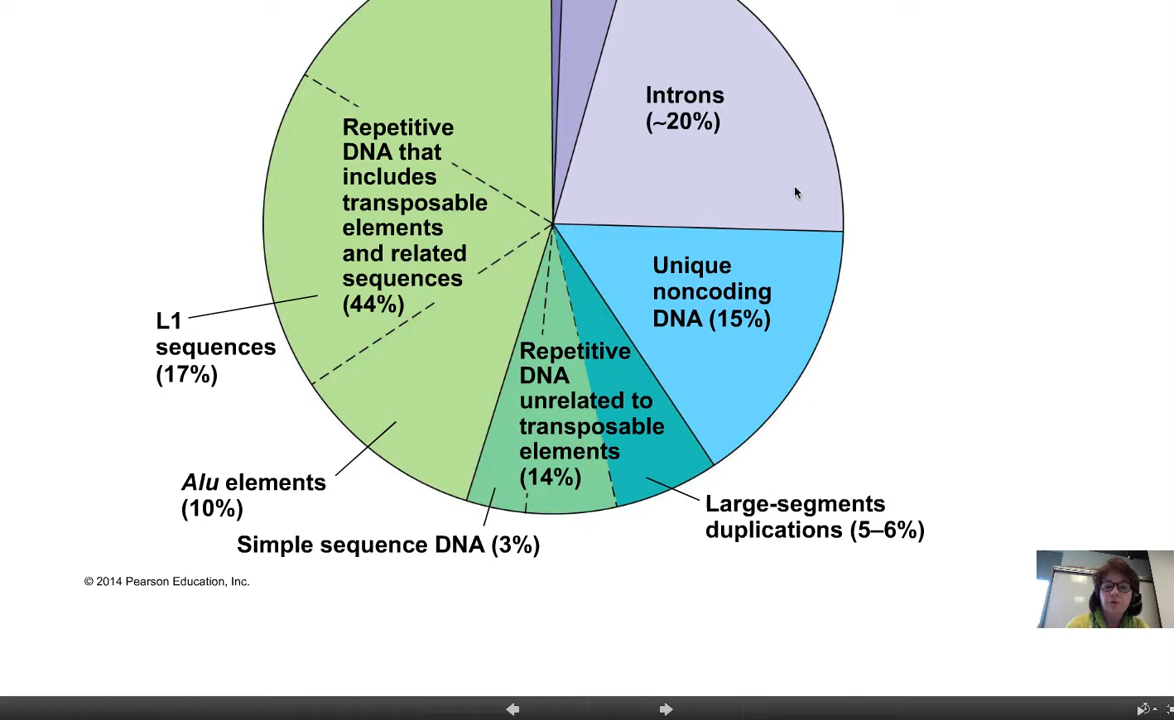 Introns
(~20%)
Repetitive
DNA that
includes
transposable
elements
and related
sequences
(44%)
Unique
noncoding
DNA (15%)
L1
sequences
(17%)
Repetitive
DNA
unrelated to
transposable
elements
(14%)
Alu elements
(10%)
Large-segments
duplications (5–6%)
Simple sequence DNA (3%)
© 2014 Pearson Education, Inc.